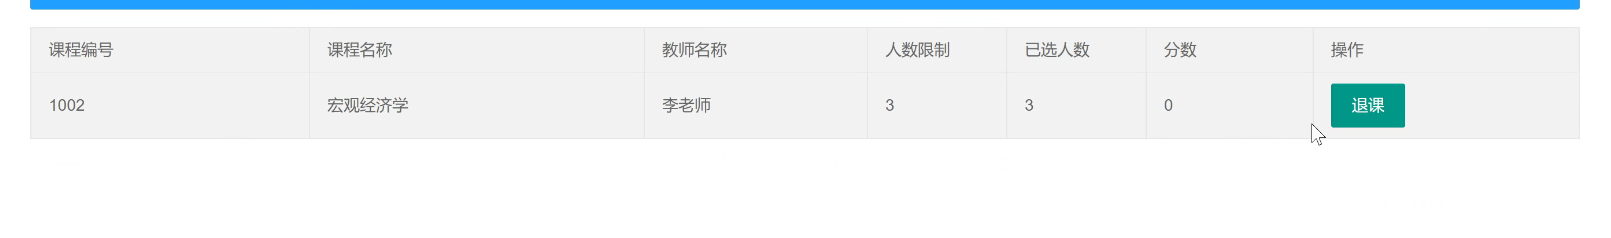 课程编号 课程名称 教师名称 人数限制 已选人数 分数 操作
1002 宏观经济学 李老师 3 3 0 退课